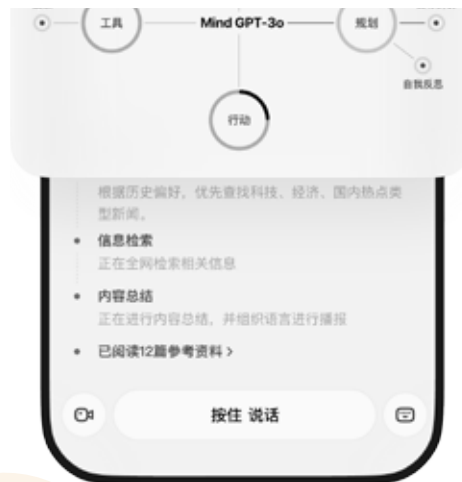 工具
Mind GPT-3o
规划
自我反思
行动
根据历史偏好，优先查找科技、经济、国内热点类
型新闻。
信息检索
正在全网检索相关信息
内容总结
正在进行内容总结，并组织语言进行播报
已阅读12篇参考资料 >
按住 说话